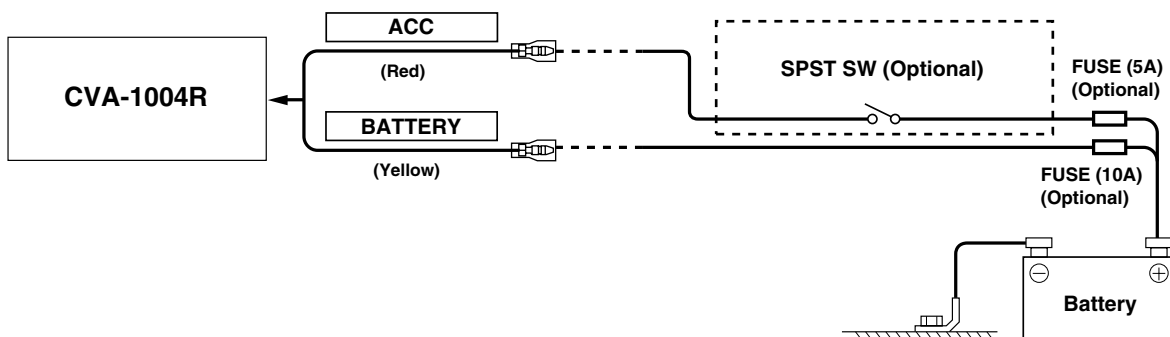 ACC
(Red)
CVA-1004R
BATTERY
(Yellow)
SPST SW (Optional)
FUSE (5A)
(Optional)
FUSE (10A)
(Optional)
Battery